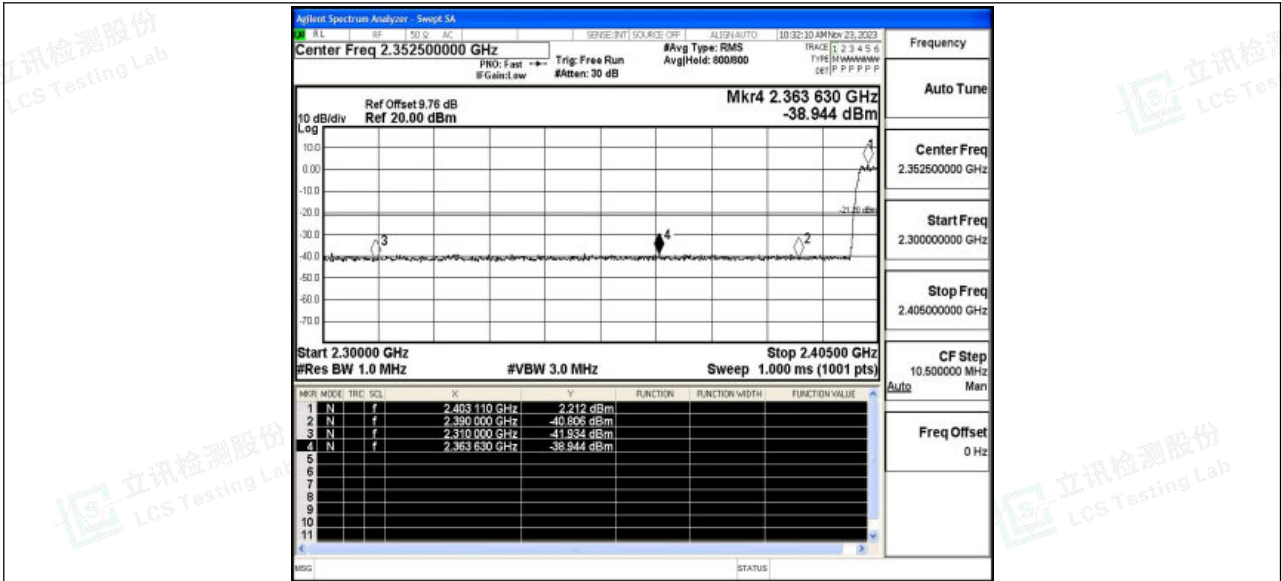 Agilent Spectrum Analyzer - Swept SA
RL RF 50 Ω AC SENSE:INT SOURCE OFF ALIGNAUTO 10:32:10 AM Nov 23, 2023
Center Freq 2.352500000 GHz
PNO: Fast
IFGain:Low
Trig: Free Run
#Atten: 30 dB
#Avg Type: RMS
Avg|Hold: 800/800
TRACE 1 2 3 4 5 6
TYPE M WWWWW
DET P P P P P P
Ref Offset 9.76 dB
10 dB/div Ref 20.00 dBm
Log
Mkr4 2.363 630 GHz
-38.944 dBm
10.0
0.00
-10.0
-20.0
-30.0
-40.0
-50.0
-60.0
-70.0
1
-21.20 dBm
3
4
2
Start 2.30000 GHz Stop 2.40500 GHz
#Res BW 1.0 MHz #VBW 3.0 MHz Sweep 1.000 ms (1001 pts)
MKR MODE TRC SCL X Y FUNCTION FUNCTION WIDTH FUNCTION VALUE
1 N f 2.403 110 GHz 2.212 dBm
2 N f 2.390 000 GHz -40.806 dBm
3 N f 2.310 000 GHz -41.934 dBm
4 N f 2.363 630 GHz -38.944 dBm
5
6
7
8
9
10
11
MSG STATUS
Frequency
Auto Tune
Center Freq
2.352500000 GHz
Start Freq
2.300000000 GHz
Stop Freq
2.405000000 GHz
CF Step
10.500000 MHz
Auto Man
Freq Offset
0 Hz
立讯检测股份
LCS Testing Lab
立讯检
LCS Tes
立讯检测股份
LCS Testing La
立讯检测股份
LCS Testing Lab